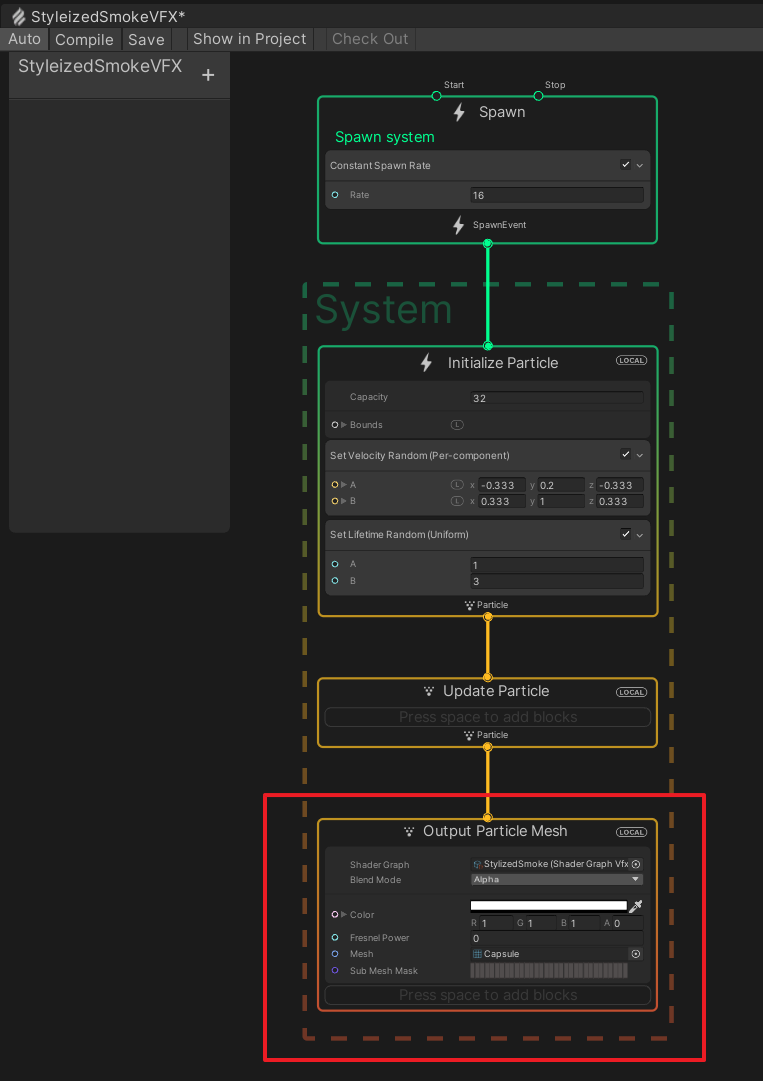 StyleizedSmokeVFX*
Auto Compile Save Show in Project Check Out
StyleizedSmokeVFX +
Start Stop
Spawn
Spawn system
Constant Spawn Rate
Rate 16
SpawnEvent
System
Initialize Particle LOCAL
Capacity 32
Bounds L
Set Velocity Random (Per-component)
A L x -0.333 y 0.2 z -0.333
B L x 0.333 y 1 z 0.333
Set Lifetime Random (Uniform)
A 1
B 3
Particle
Update Particle LOCAL
Press space to add blocks
Particle
Output Particle Mesh LOCAL
Shader Graph StylizedSmoke (Shader Graph Vfx
Blend Mode Alpha
Color
R 1 G 1 B 1 A 0
Fresnel Power 0
Mesh Capsule
Sub Mesh Mask
Press space to add blocks